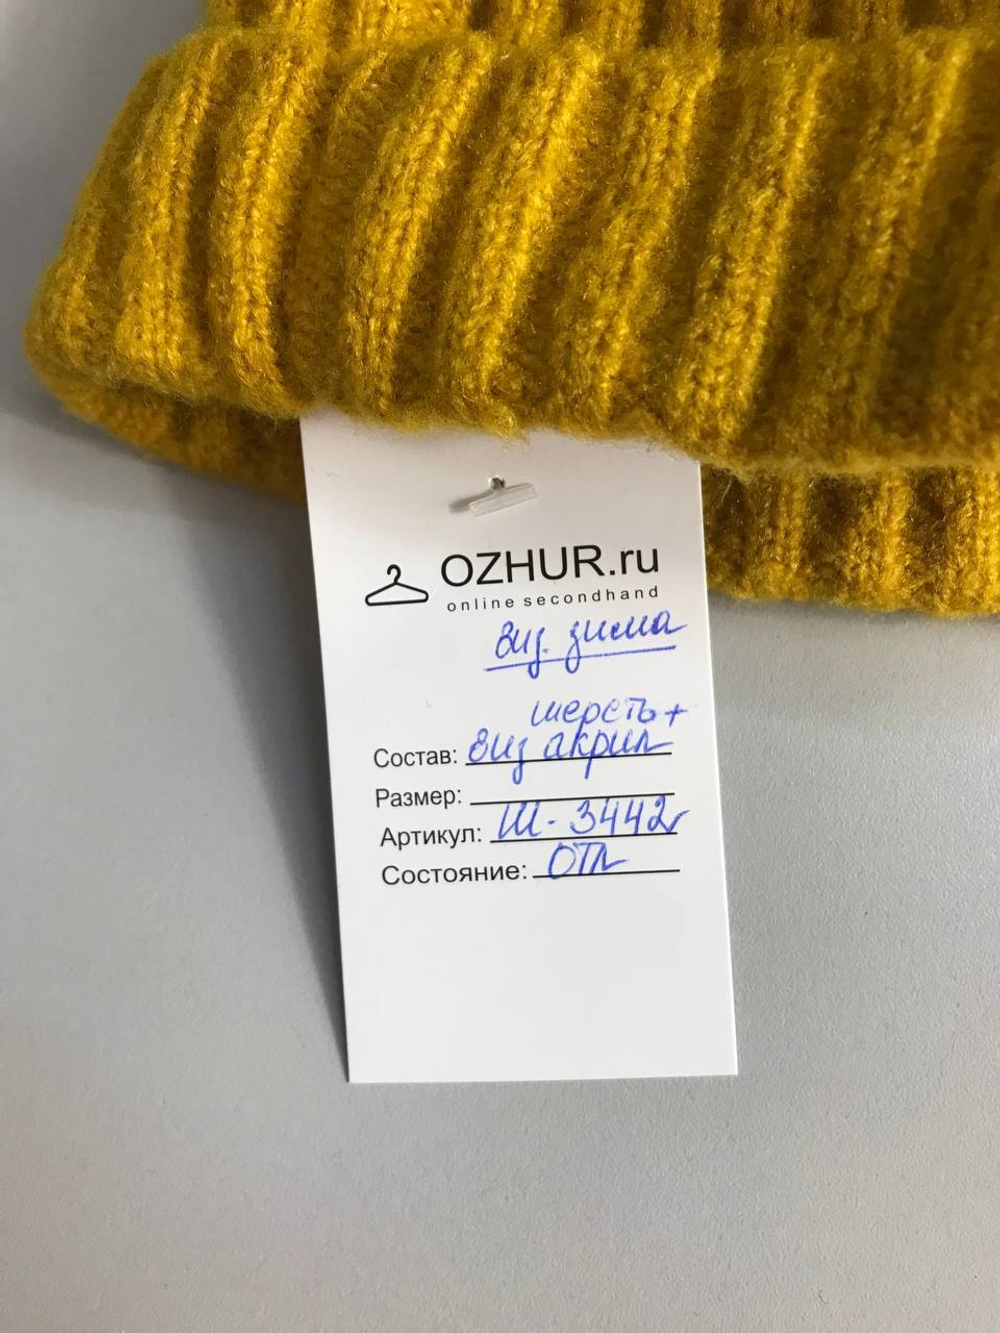 OZHUR.ru
online secondhand
виз. зима
шерсть +
Состав: виз акрил
Размер:
Артикул: Ш-3442
Состояние: отл